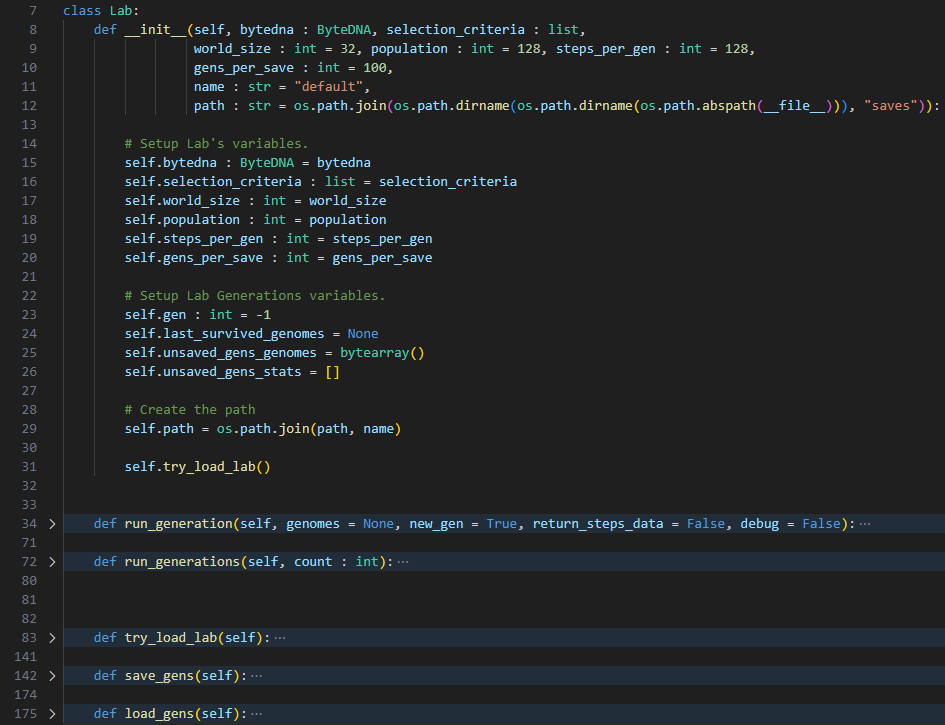 7 class Lab:
8     def __init__(self, bytedna : ByteDNA, selection_criteria : list,
9                  world_size : int = 32, population : int = 128, steps_per_gen : int = 128,
10                  gens_per_save : int = 100,
11                  name : str = "default",
12                  path : str = os.path.join(os.path.dirname(os.path.dirname(os.path.abspath(__file__))), "saves")):
13
14         # Setup Lab's variables.
15         self.bytedna : ByteDNA = bytedna
16         self.selection_criteria : list = selection_criteria
17         self.world_size : int = world_size
18         self.population : int = population
19         self.steps_per_gen : int = steps_per_gen
20         self.gens_per_save : int = gens_per_save
21
22         # Setup Lab Generations variables.
23         self.gen : int = -1
24         self.last_survived_genomes = None
25         self.unsaved_gens_genomes = bytearray()
26         self.unsaved_gens_stats = []
27
28         # Create the path
29         self.path = os.path.join(path, name)
30
31         self.try_load_lab()
32
33
34 >     def run_generation(self, genomes = None, new_gen = True, return_steps_data = False, debug = False):···
71
72 >     def run_generations(self, count : int):···
80
81
82
83 >     def try_load_lab(self):···
141
142 >     def save_gens(self):···
174
175 >     def load_gens(self):···